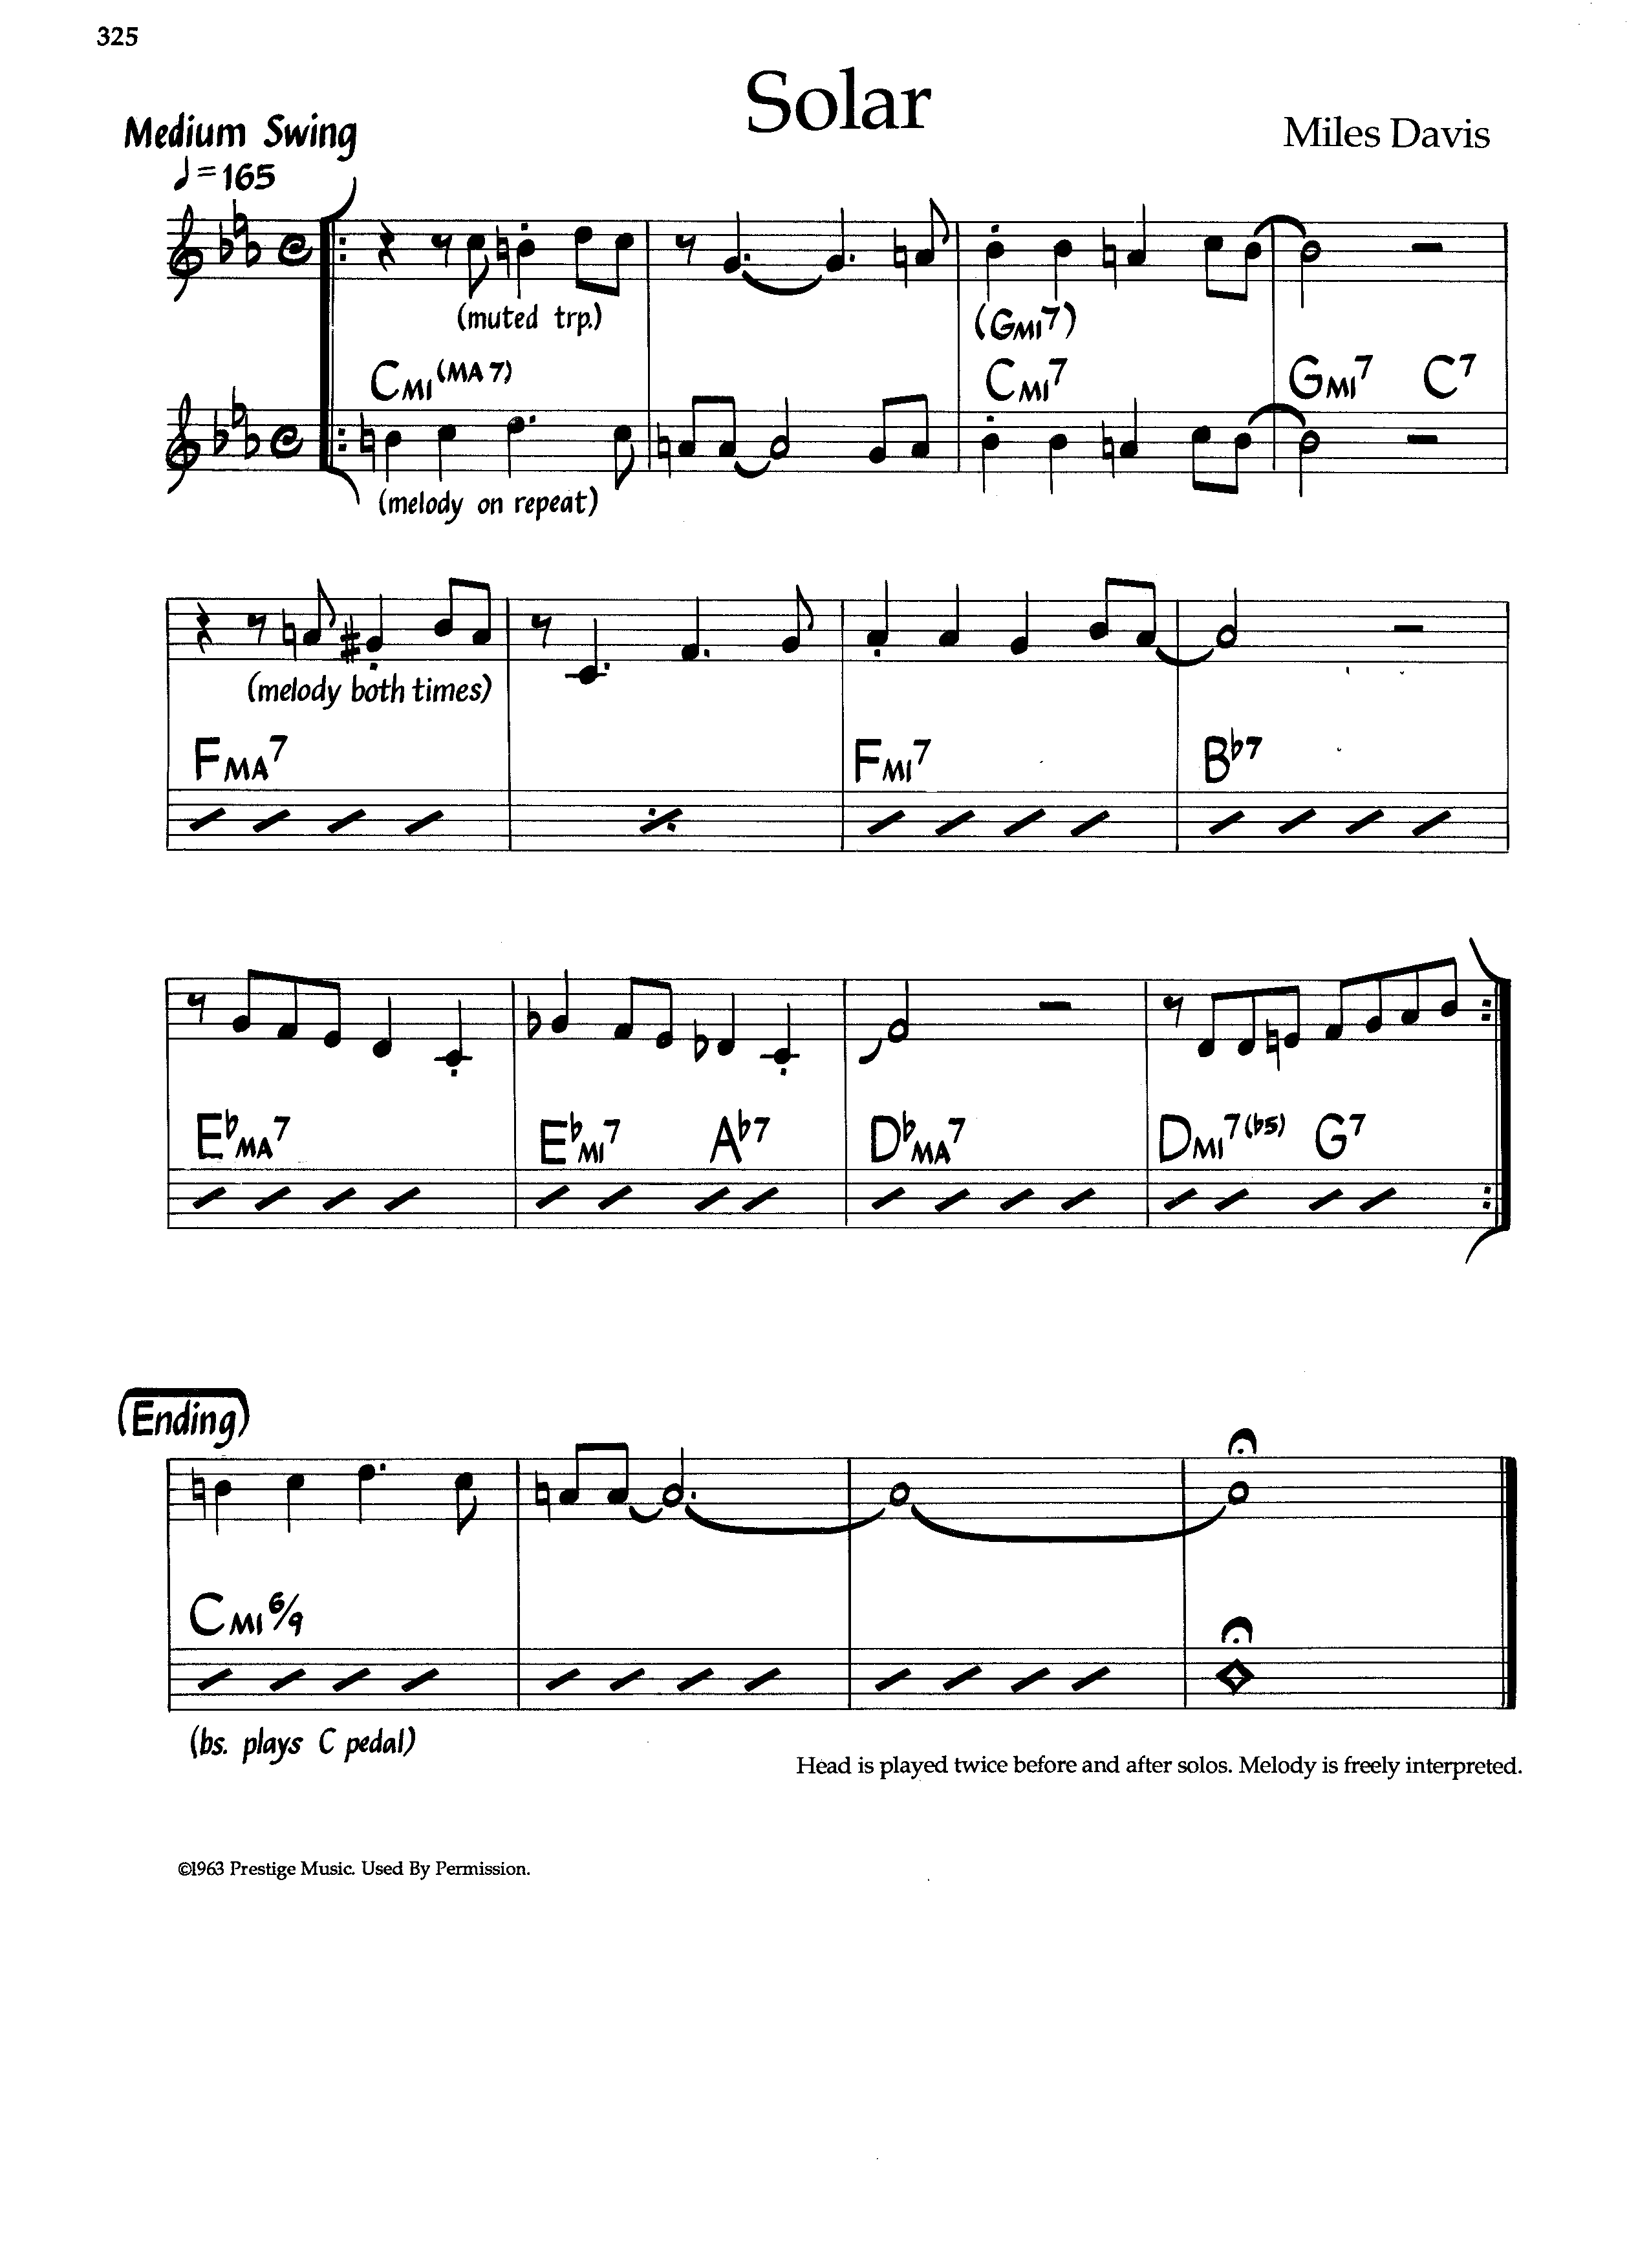 325
Solar
Medium Swing
Miles Davis
♩=165
(muted trp.)
(GMI7)
CMI(MA7)
CMI7
GMI7 C7
(melody on repeat)
(melody both times)
FMA7
FMI7
B♭7
E♭MA7
E♭MI7 A♭7
D♭MA7
DMI7(♭5) G7
(Ending)
CMI6/9
(bs. plays C pedal)
Head is played twice before and after solos. Melody is freely interpreted.
©1963 Prestige Music. Used By Permission.